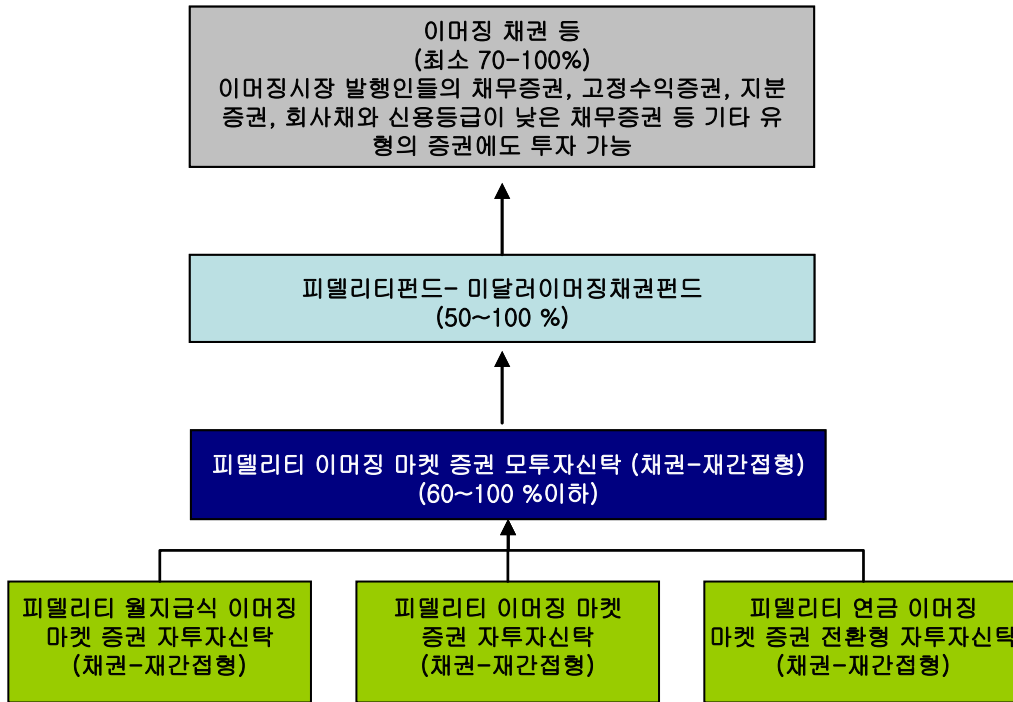 이머징 채권 등
(최소 70-100%)
이머징시장 발행인들의 채무증권, 고정수익증권, 지분
증권, 회사채와 신용등급이 낮은 채무증권 등 기타 유
형의 증권에도 투자 가능
피델리티펀드- 미달러이머징채권펀드
(50~100 %)
피델리티 이머징 마켓 증권 모투자신탁 (채권-재간접형)
(60~100 %이하)
피델리티 월지급식 이머징
마켓 증권 자투자신탁
(채권-재간접형)
피델리티 이머징 마켓
증권 자투자신탁
(채권-재간접형)
피델리티 연금 이머징
마켓 증권 전환형 자투자신탁
(채권-재간접형)